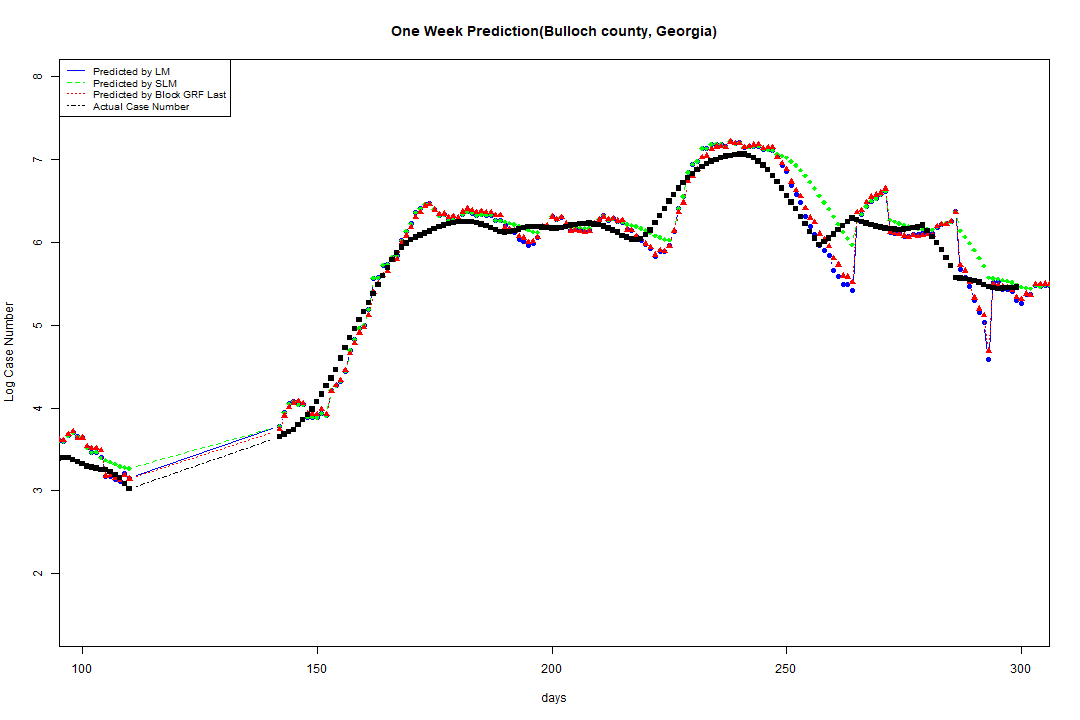 One Week Prediction(Bulloch county, Georgia)
Predicted by LM
Predicted by SLM
Predicted by Block GRF Last
Actual Case Number
8
7
6
5
4
3
2
Log Case Number
100 150 200 250 300
days